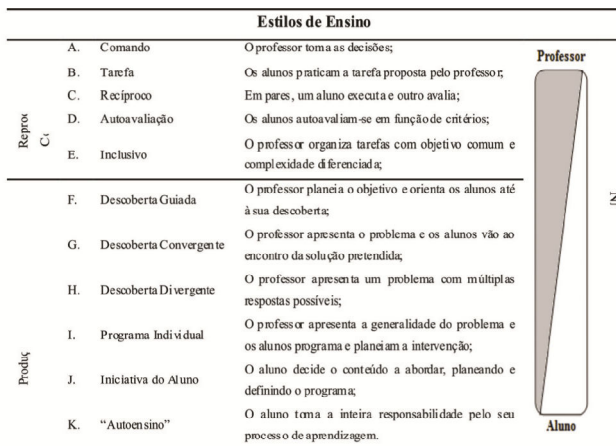 Estilos de Ensino
A. Comando O professor toma as decisões;
Professor
B. Tarefa Os alunos praticam a tarefa proposta pelo professor;
C. Recíproco Em pares, um aluno executa e outro avalia;
D. Autoavaliação Os alunos autoavaliam-se em função de critérios;
E. Inclusivo O professor organiza tarefas com objetivo comum e
complexidade diferenciada;
F. Descoberta Guiada O professor planeia o objetivo e orienta os alunos até
à sua descoberta;
G. Descoberta Convergente O professor apresenta o problema e os alunos vão ao
encontro da solução pretendida;
H. Descoberta Divergente O professor apresenta um problema com múltiplas
respostas possíveis;
I. Programa Individual O professor apresenta a generalidade do problema e
os alunos programa e planeiam a intervenção;
J. Iniciativa do Aluno O aluno decide o conteúdo a abordar, planeando e
definindo o programa;
K. “Autoensino” O aluno toma a inteira responsabilidade pelo seu
processo de aprendizagem.
Aluno